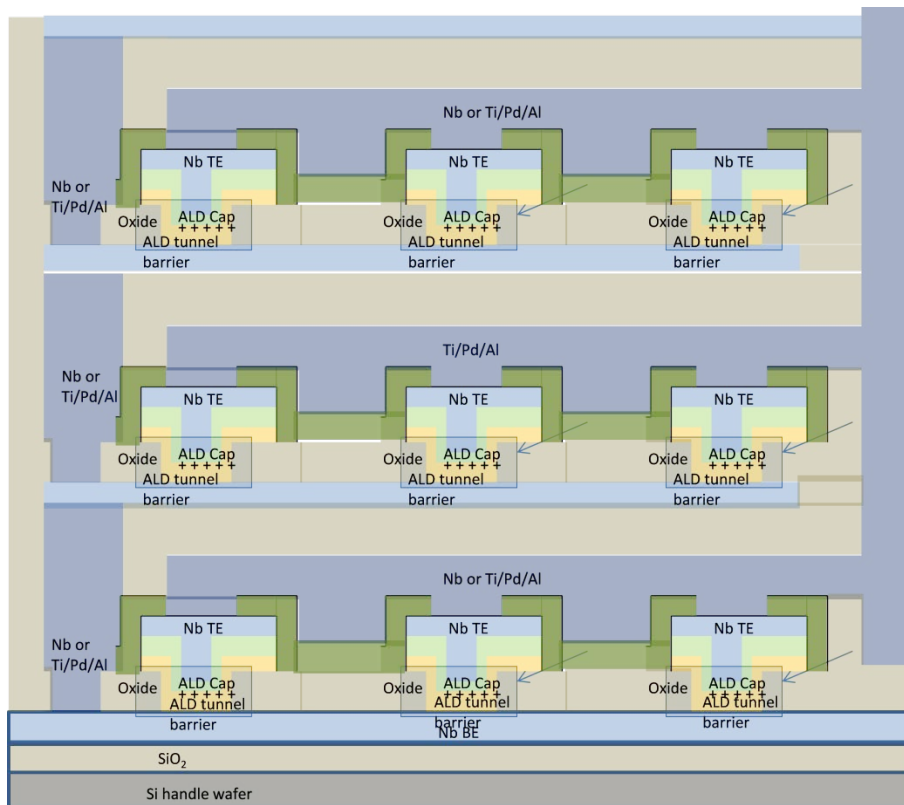 Nb or Ti/Pd/Al
Nb or
Ti/Pd/Al
Nb TE
Nb TE
Nb TE
Oxide
ALD Cap
+ + + + +
ALD tunnel
barrier
Oxide
ALD Cap
+ + + + +
ALD tunnel
barrier
Oxide
ALD Cap
+ + + + +
ALD tunnel
barrier
Ti/Pd/Al
Nb or
Ti/Pd/Al
Nb TE
Nb TE
Nb TE
Oxide
ALD Cap
+ + + + +
ALD tunnel
barrier
Oxide
ALD Cap
+ + + + +
ALD tunnel
barrier
Oxide
ALD Cap
+ + + + +
ALD tunnel
barrier
Nb or Ti/Pd/Al
Nb or
Ti/Pd/Al
Nb TE
Nb TE
Nb TE
Oxide
ALD Cap
+ + + + +
ALD tunnel
barrier
Oxide
ALD Cap
+ + + + +
ALD tunnel
barrier
Oxide
ALD Cap
+ + + + +
ALD tunnel
barrier
Nb BE
SiO₂
Si handle wafer